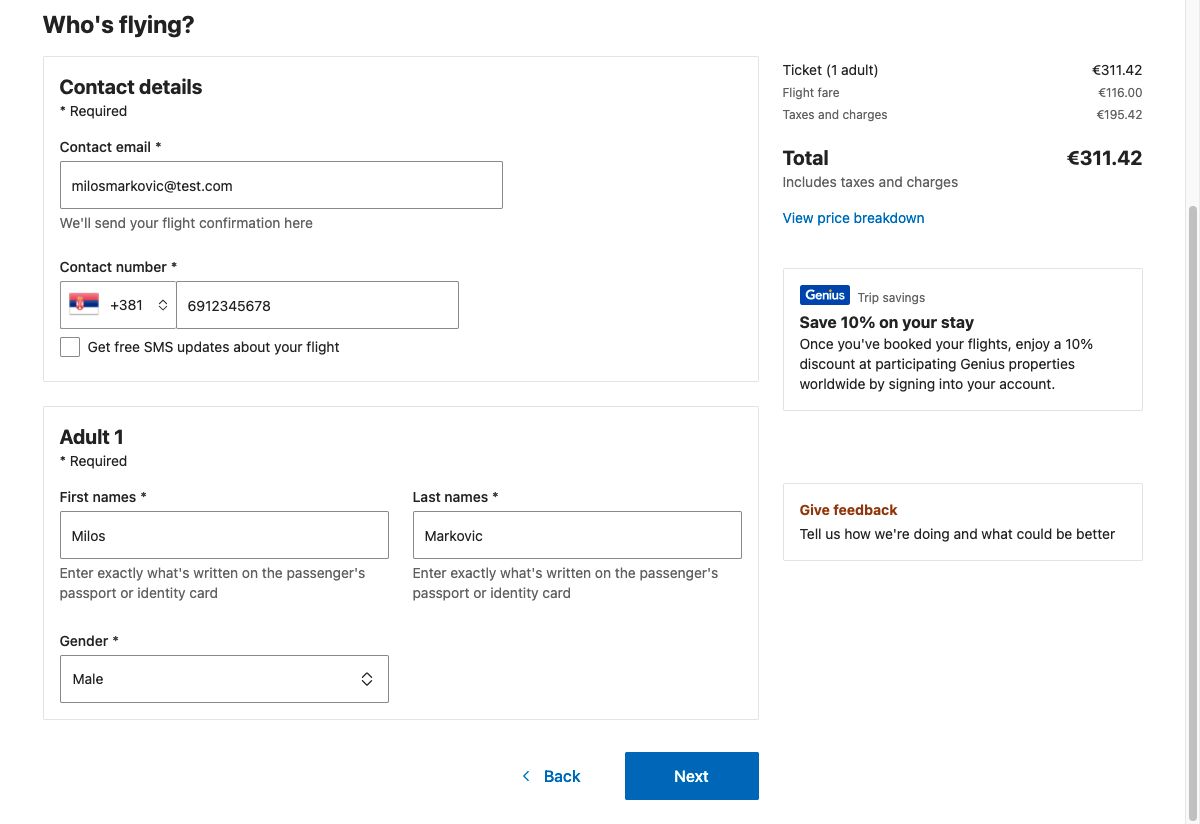 Who's flying?
Contact details
* Required
Contact email *
milosmarkovic@test.com
We'll send your flight confirmation here
Contact number *
+381
6912345678
Get free SMS updates about your flight
Adult 1
* Required
First names *
Milos
Enter exactly what's written on the passenger's
passport or identity card
Last names *
Markovic
Enter exactly what's written on the passenger's
passport or identity card
Gender *
Male
Back
Next
Ticket (1 adult) €311.42
Flight fare €116.00
Taxes and charges €195.42
Total €311.42
Includes taxes and charges
View price breakdown
Genius Trip savings
Save 10% on your stay
Once you've booked your flights, enjoy a 10%
discount at participating Genius properties
worldwide by signing into your account.
Give feedback
Tell us how we're doing and what could be better